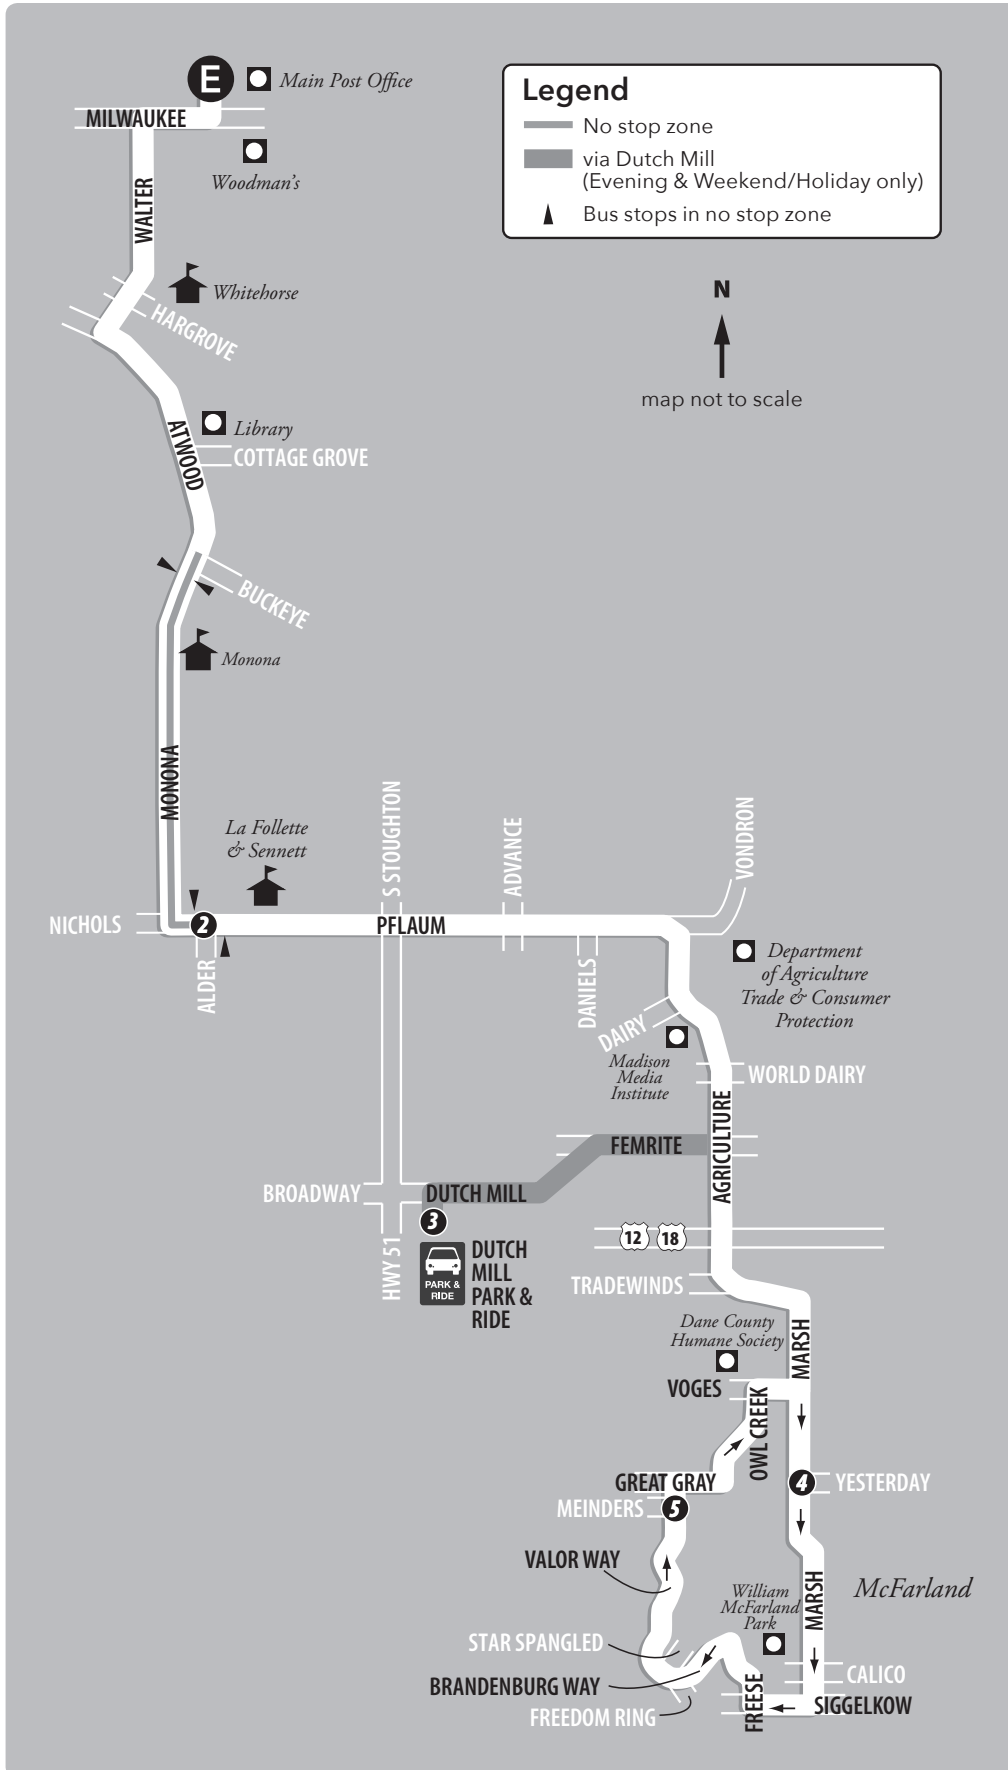 E
Main Post Office
MILWAUKEE
Woodman's
WALTER
Whitehorse
HARGROVE
Legend
No stop zone
via Dutch Mill
(Evening & Weekend/Holiday only)
Bus stops in no stop zone
N
map not to scale
ATWOOD
Library
COTTAGE GROVE
BUCKEYE
Monona
MONONA
La Follette
& Sennett
S STOUGHTON
ADVANCE
VONDRON
NICHOLS
2
PFLAUM
ALDER
DANIELS
Department
of Agriculture
Trade & Consumer
Protection
DAIRY
Madison
Media
Institute
WORLD DAIRY
AGRICULTURE
FEMRITE
BROADWAY
DUTCH MILL
3
HWY 51
PARK &
RIDE
DUTCH
MILL
PARK &
RIDE
12
18
TRADEWINDS
Dane County
Humane Society
MARSH
VOGES
OWL CREEK
GREAT GRAY
4
YESTERDAY
MEINDERS
5
VALOR WAY
William
McFarland
Park
MARSH
McFarland
STAR SPANGLED
BRANDENBURG WAY
FREEDOM RING
FREESE
CALICO
SIGGELKOW